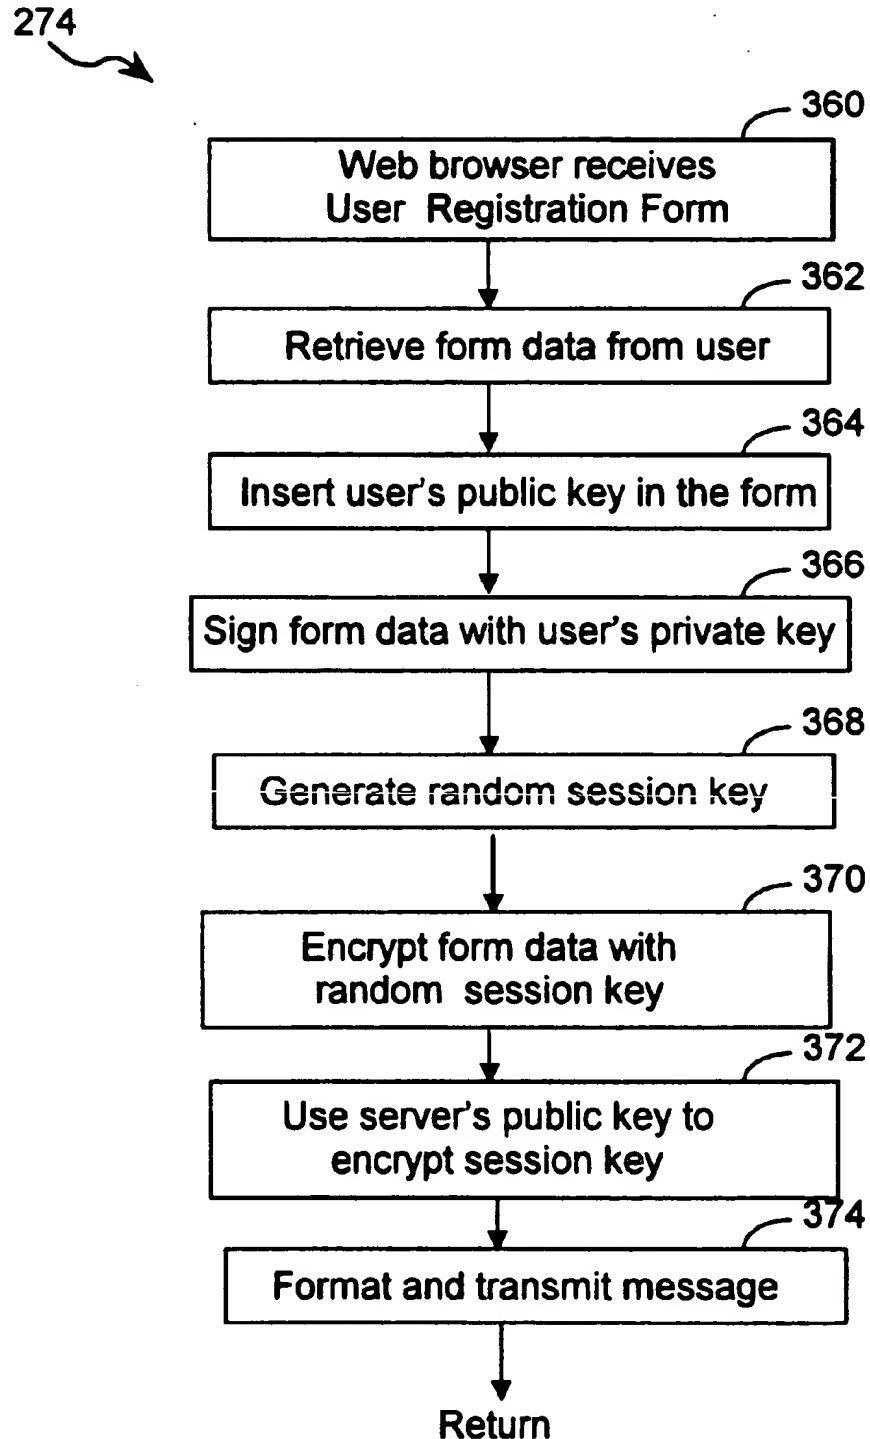 274
360
Web browser receives
User Registration Form
362
Retrieve form data from user
364
Insert user's public key in the form
366
Sign form data with user's private key
368
Generate random session key
370
Encrypt form data with
random session key
372
Use server's public key to
encrypt session key
374
Format and transmit message
Return